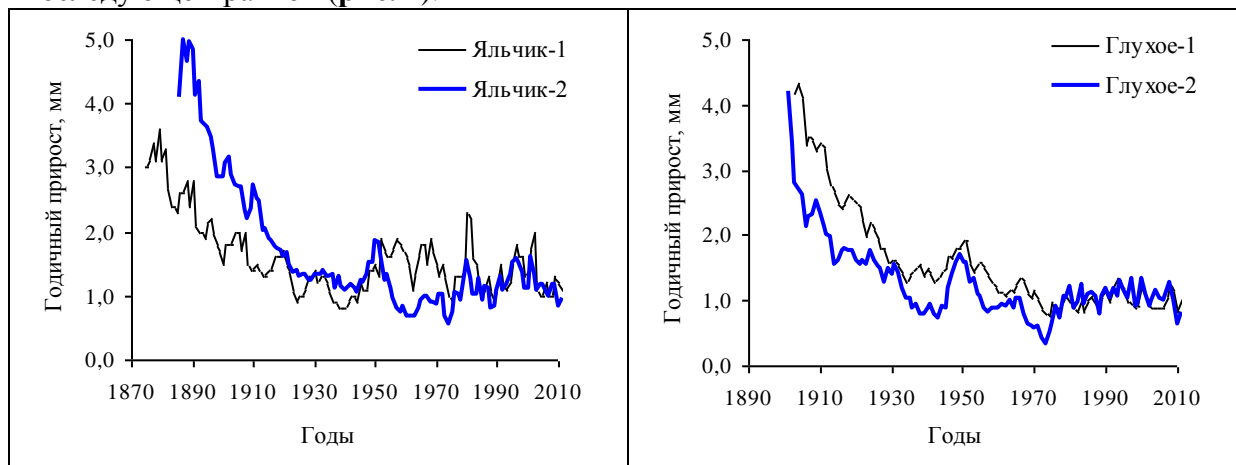 5,0
4,0
3,0
2,0
1,0
0,0
Годичный прирост, мм
Яльчик-1
Яльчик-2
1870 1890 1910 1930 1950 1970 1990 2010
Годы
5,0
4,0
3,0
2,0
1,0
0,0
Годичный прирост, мм
Глухое-1
Глухое-2
1890 1910 1930 1950 1970 1990 2010
Годы